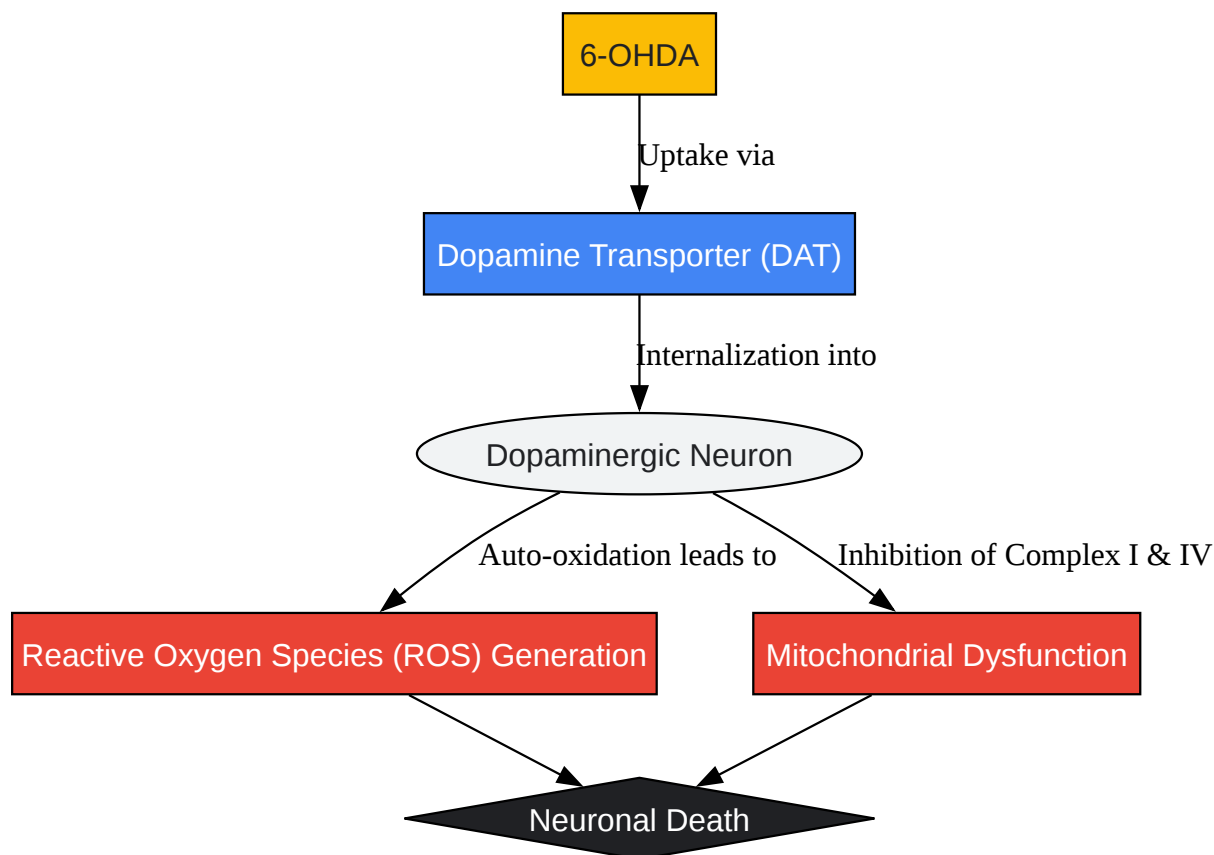 6-OHDA
Uptake via
Dopamine Transporter (DAT)
Internalization into
Dopaminergic Neuron
Auto-oxidation leads to
Inhibition of Complex I & IV
Reactive Oxygen Species (ROS) Generation
Mitochondrial Dysfunction
Neuronal Death